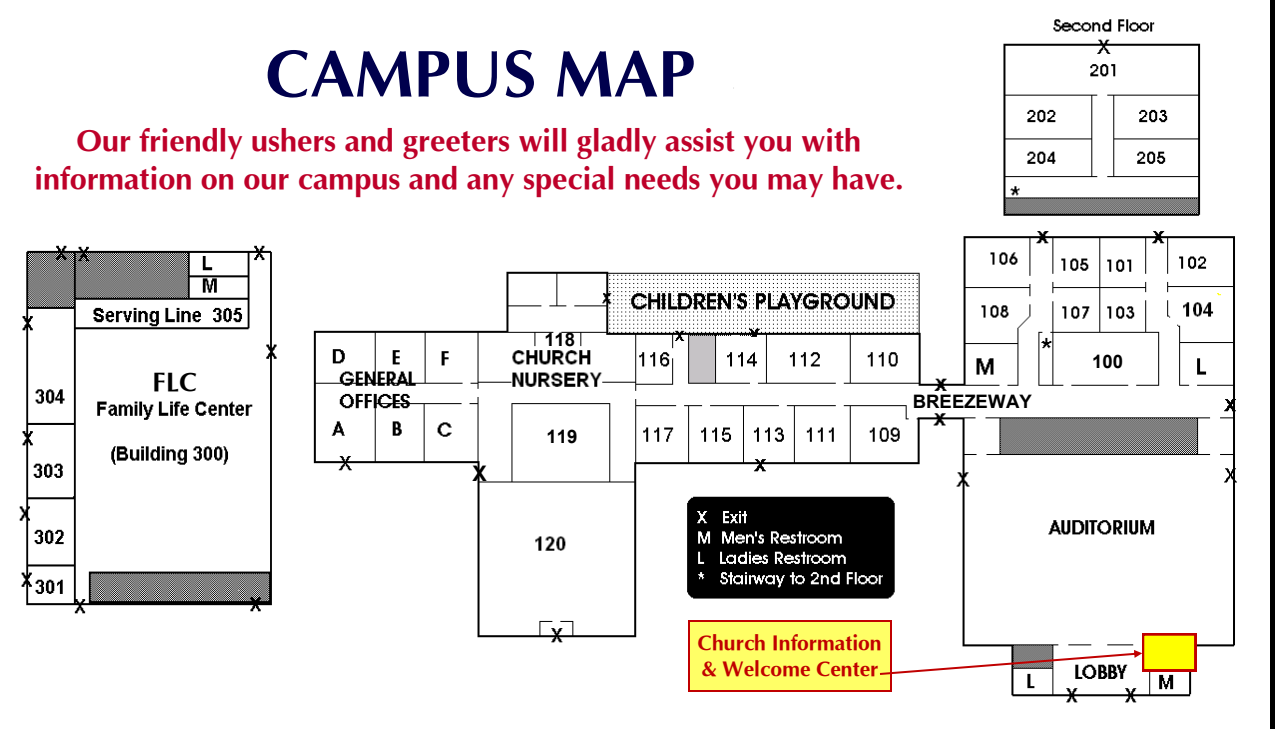 CAMPUS MAP
Our friendly ushers and greeters will gladly assist you with
information on our campus and any special needs you may have.
Second Floor
X
201
202 203
204 205
*
X X X
L
M
Serving Line 305
X
X
304
FLC
Family Life Center
(Building 300)
X
303
X
302
X
301
X X
CHILDREN'S PLAYGROUND
X
X X
118
CHURCH
NURSERY
D E F
GENERAL
OFFICES
A B C
X
X
119
120
X
116 114 112 110
117 115 113 111 109
X
X
BREEZEWAY
X
X X
106 105 101 102
108 107 103 104
*
M 100 L
X
X X
AUDITORIUM
X Exit
M Men's Restroom
L Ladies Restroom
* Stairway to 2nd Floor
Church Information
& Welcome Center
LOBBY
L M
X X